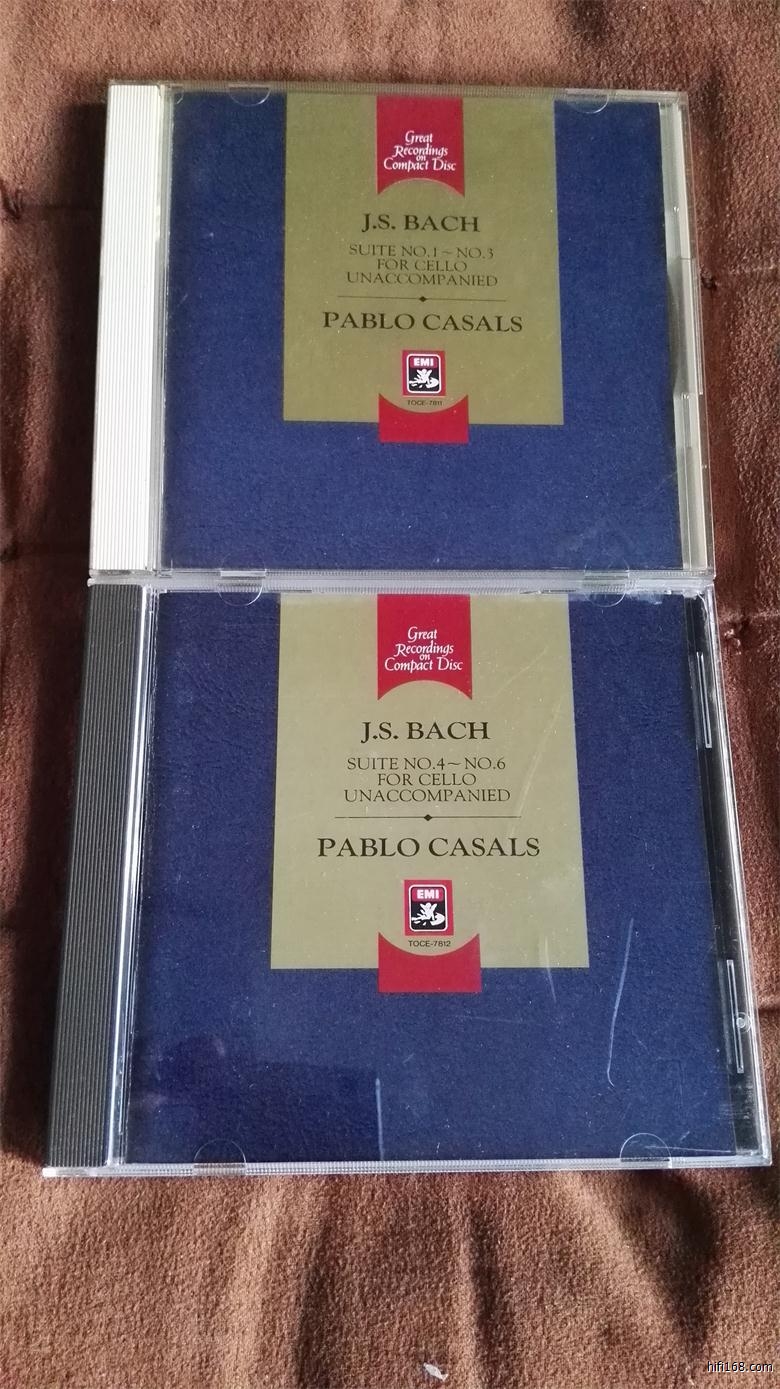 Great
Recordings
on
Compact Disc
J.S. BACH
SUITE NO.1~NO.3
FOR CELLO
UNACCOMPANIED
PABLO CASALS
EMI
TOCE-7811
Great
Recordings
on
Compact Disc
J.S. BACH
SUITE NO.4~NO.6
FOR CELLO
UNACCOMPANIED
PABLO CASALS
EMI
TOCE-7812
hifi168.com